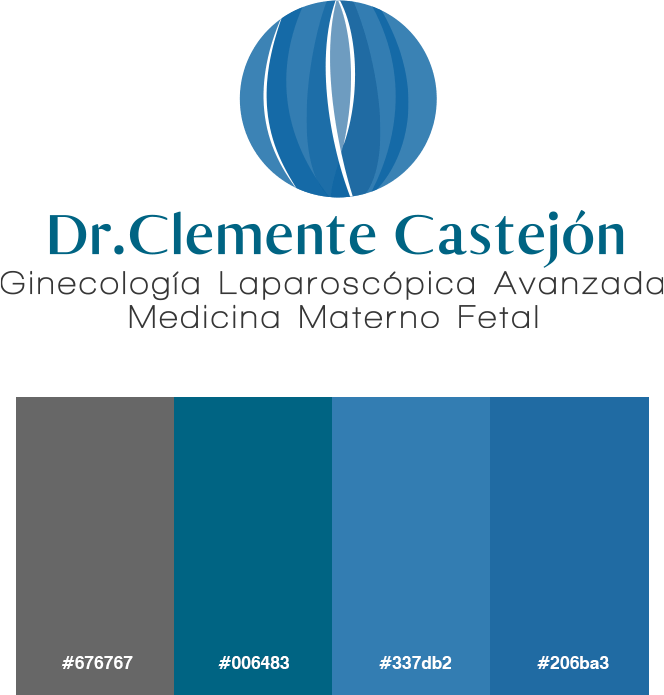 Dr.Clemente Castejón
Ginecología Laparoscópica Avanzada
Medicina Materno Fetal
#676767 #006483 #337db2 #206ba3